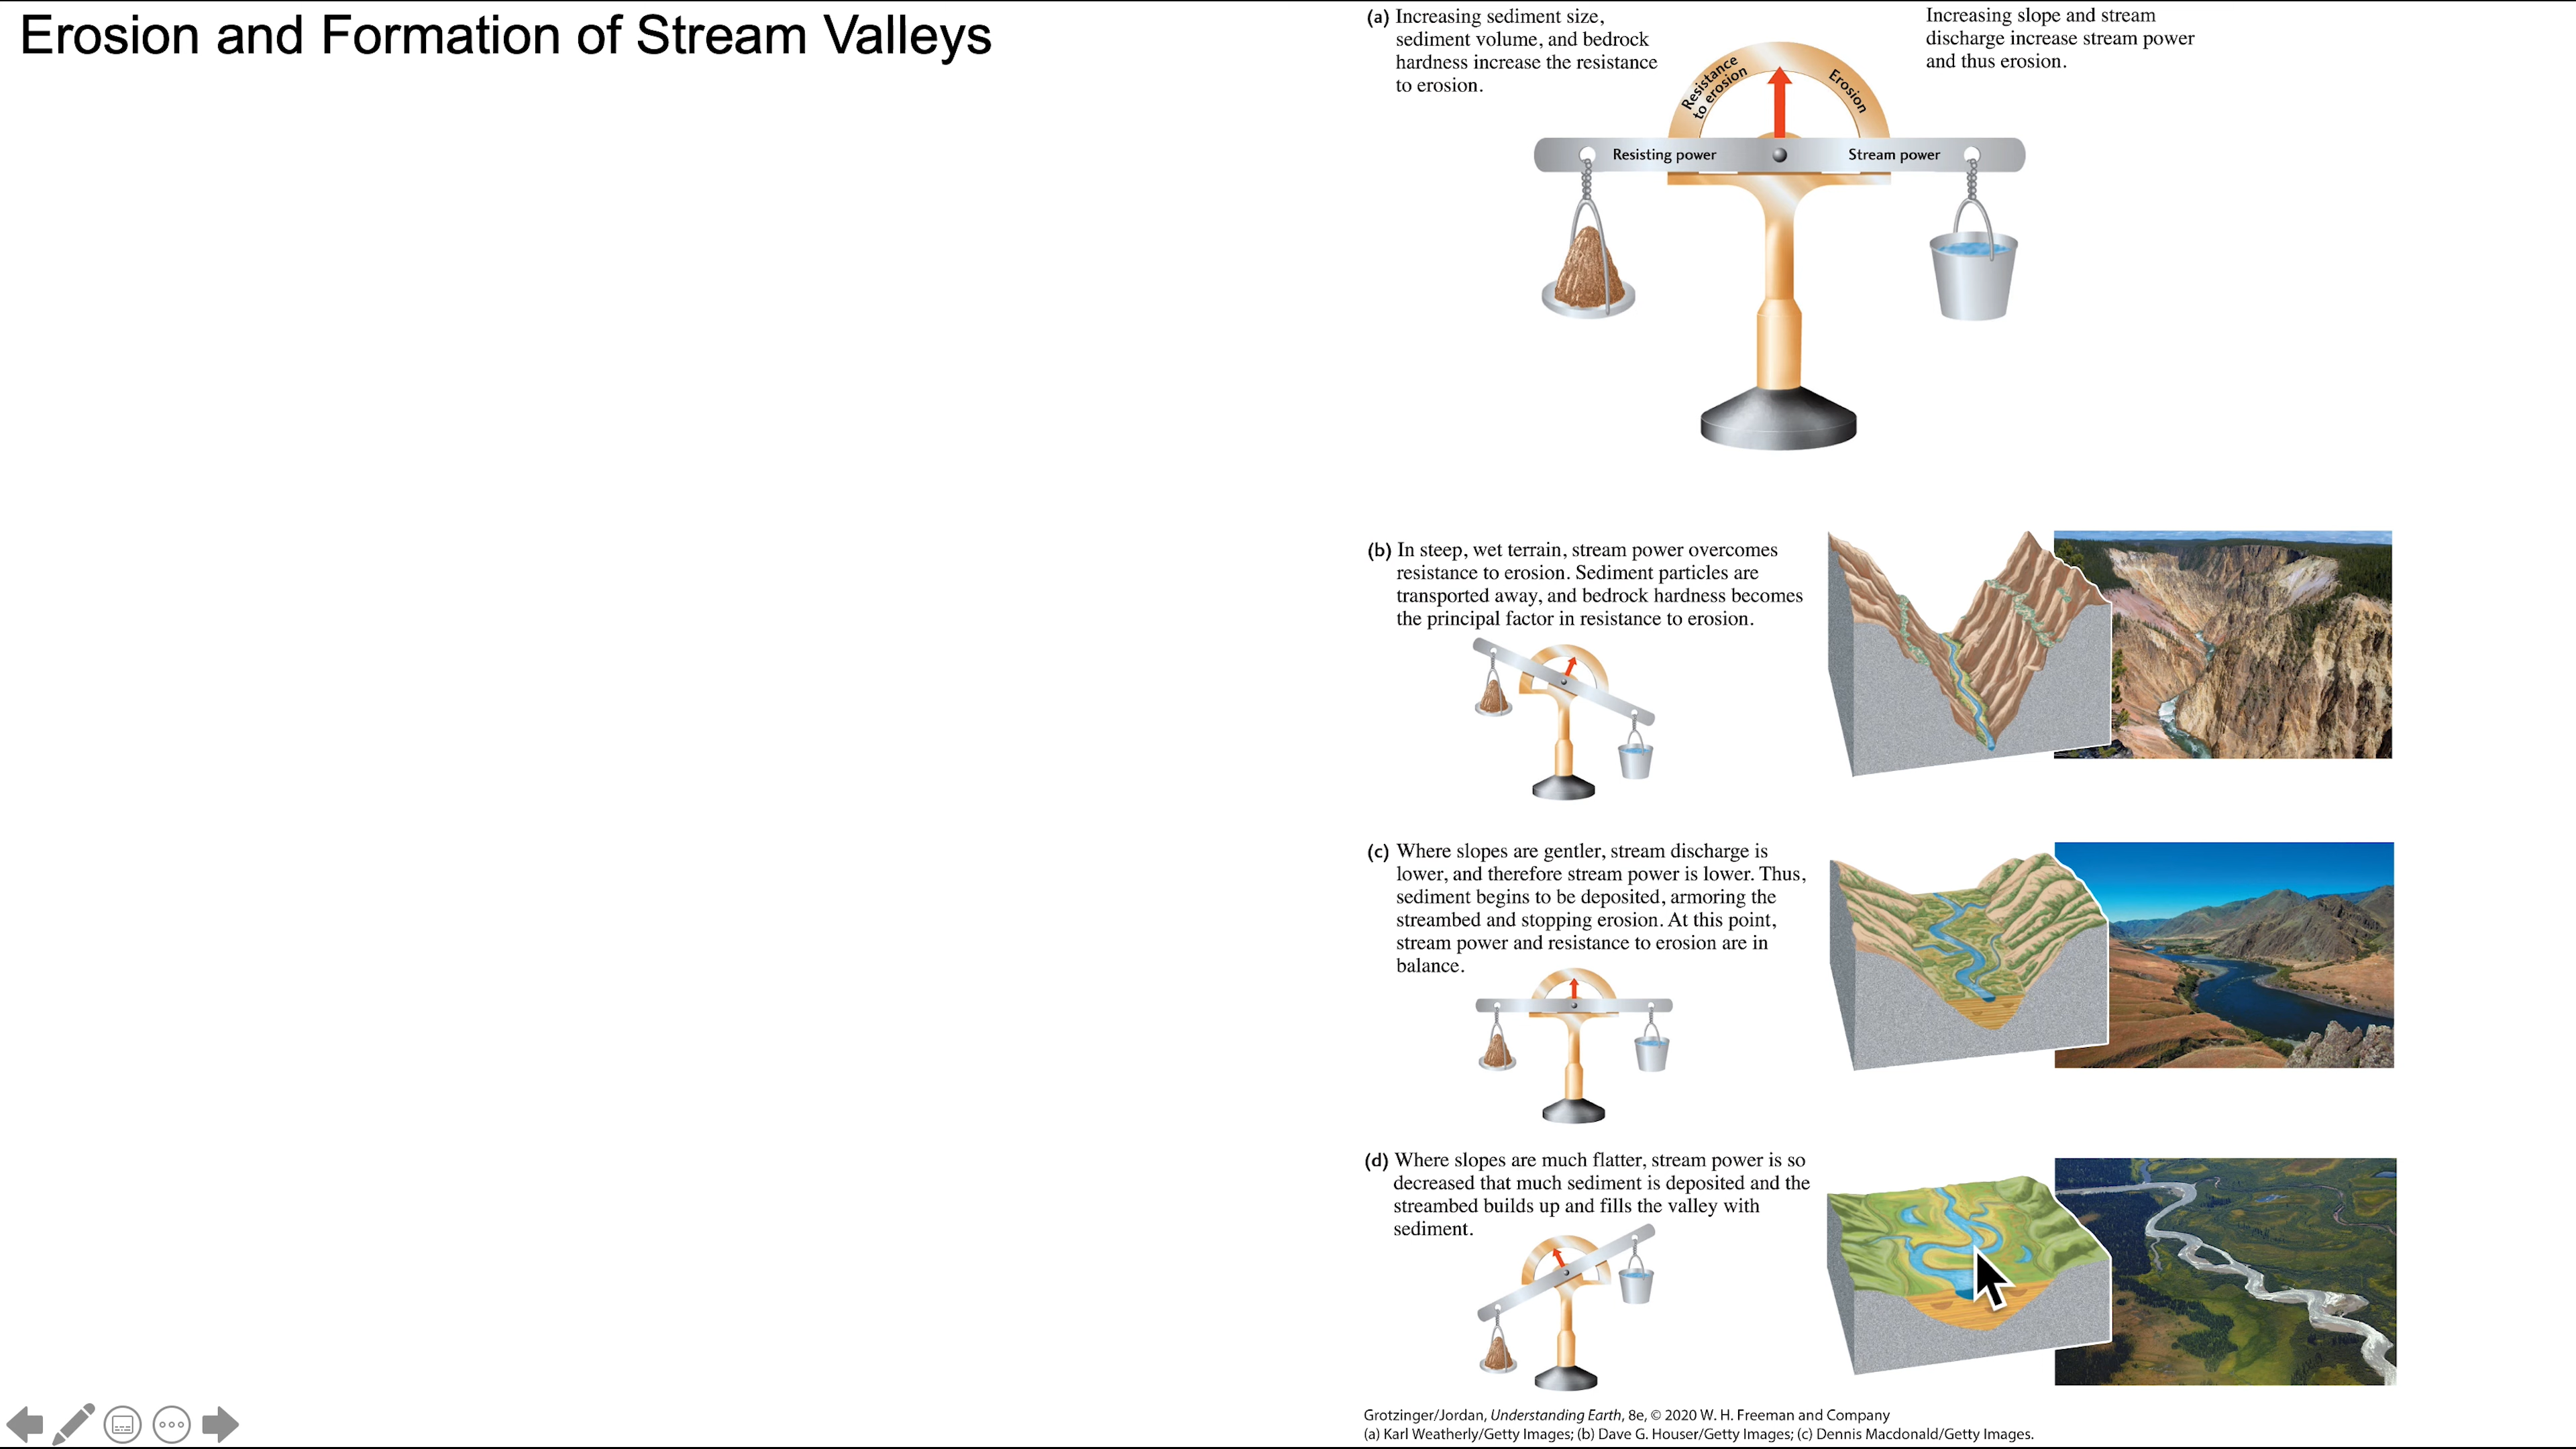 Erosion and Formation of Stream Valleys
(a) Increasing sediment size,
sediment volume, and bedrock
hardness increase the resistance
to erosion.
Increasing slope and stream
discharge increase stream power
and thus erosion.
Resistance
to erosion
Erosion
Resisting power
Stream power
(b) In steep, wet terrain, stream power overcomes
resistance to erosion. Sediment particles are
transported away, and bedrock hardness becomes
the principal factor in resistance to erosion.
(c) Where slopes are gentler, stream discharge is
lower, and therefore stream power is lower. Thus,
sediment begins to be deposited, armoring the
streambed and stopping erosion. At this point,
stream power and resistance to erosion are in
balance.
(d) Where slopes are much flatter, stream power is so
decreased that much sediment is deposited and the
streambed builds up and fills the valley with
sediment.
Grotzinger/Jordan, Understanding Earth, 8e, © 2020 W. H. Freeman and Company
(a) Karl Weatherly/Getty Images; (b) Dave G. Houser/Getty Images; (c) Dennis Macdonald/Getty Images.